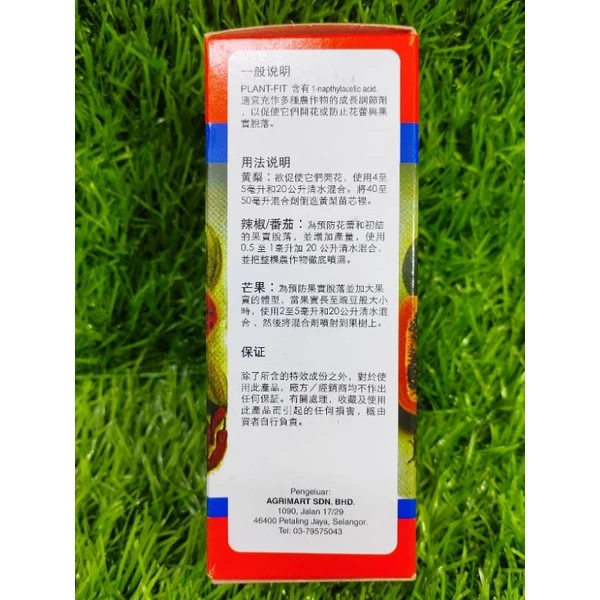 一般说明
PLANT-FIT 含有 1-napthylacetic acid.
適宜充作多種農作物的成長調節劑
，以促使它們開花或防止花蕾與果
實脫落。
用法说明
黃梨：欲促使它們開花，使用4至
5毫升和20公升清水混合。將40至
50毫升混合劑倒進黃梨苗芯裡。
辣椒/番茄：為預防花蕾和初結
的果實脫落，並增加產量，使用
0.5 至 1毫升加 20 公升清水混合，
並把整棵農作物徹底噴濕。
芒果：為預防果實脫落並加大果
實的體型，當果實長至豌豆般大小
時，使用2至5毫升和20公升清水混
合，然後將混合劑噴射到果樹上。
保证
除了所含的特效成份之外，對於使
用此產品，廠方／經銷商均不作出
任何保証。有關處理，收藏及使用
此產品而引起的任何損害，概由
買者自行負責。
Pengeluar:
AGRIMART SDN. BHD.
1090, Jalan 17/29
46400 Petaling Jaya, Selangor.
Tel: 03-79575043